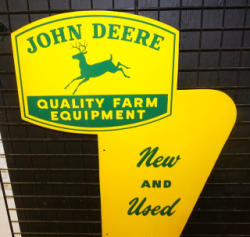 JOHN DEERE
QUALITY FARM
EQUIPMENT
New
AND
Used